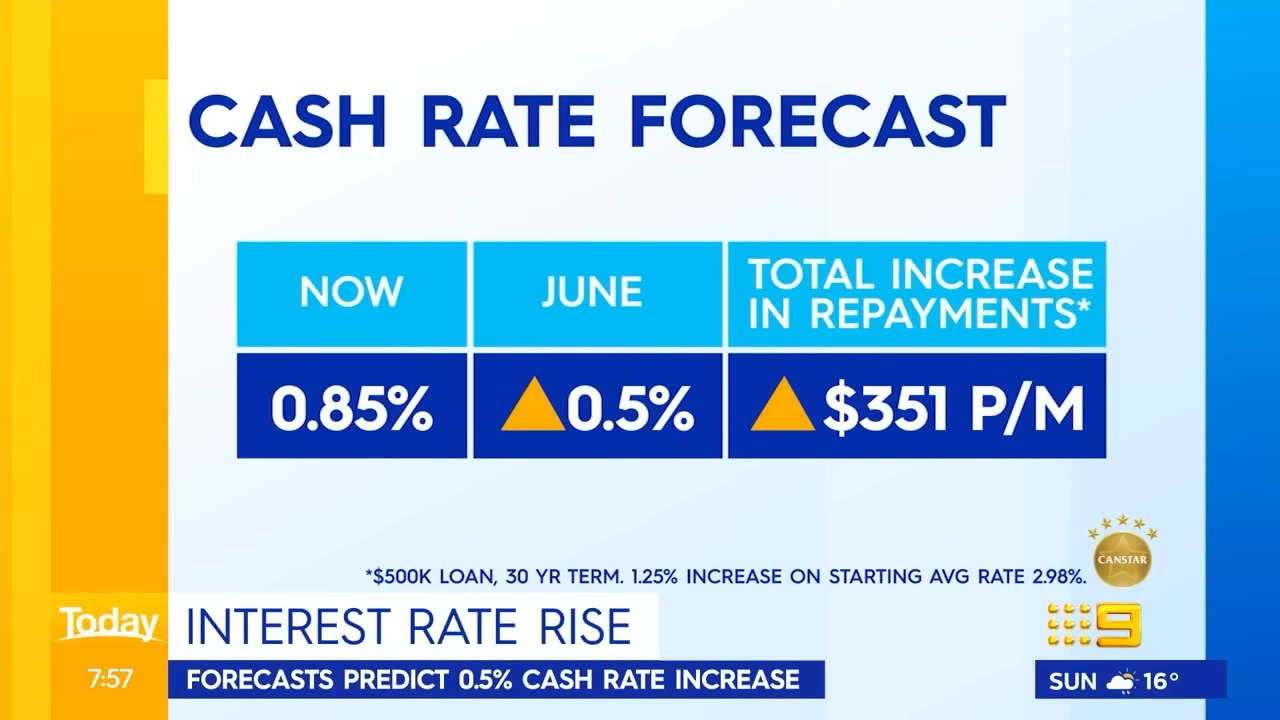 CASH RATE FORECAST
NOW
JUNE
TOTAL INCREASE
IN REPAYMENTS*
0.85%
0.5%
$351 P/M
*$500K LOAN, 30 YR TERM. 1.25% INCREASE ON STARTING AVG RATE 2.98%.
CANSTAR
Today
INTEREST RATE RISE
9
7:57
FORECASTS PREDICT 0.5% CASH RATE INCREASE
SUN 16°